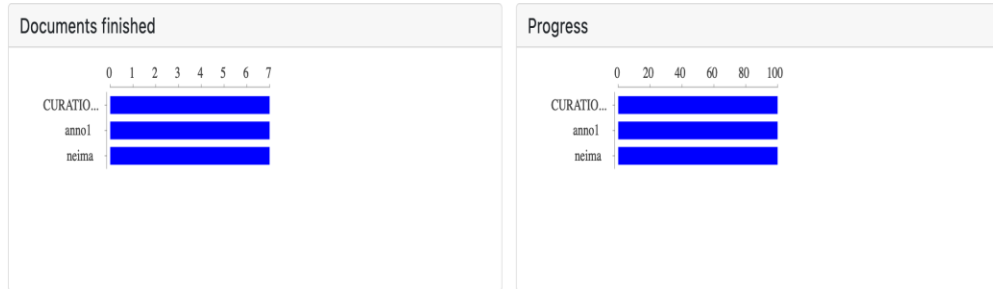 Documents finished
0 1 2 3 4 5 6 7
CURATIO...
anno1
neima
Progress
0 20 40 60 80 100
CURATIO...
anno1
neima